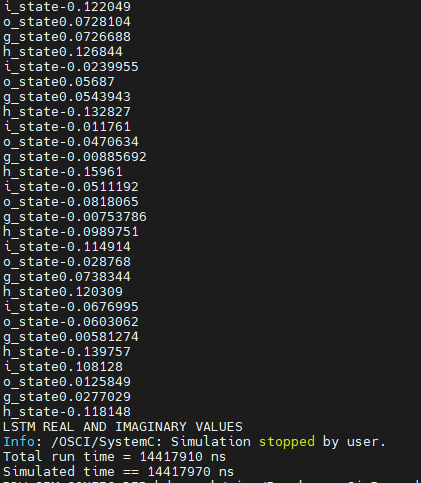 i_state-0.122049
o_state0.0728104
g_state0.0726688
h_state0.126844
i_state-0.0239955
o_state0.05687
g_state0.0543943
h_state-0.132827
i_state-0.011761
o_state-0.0470634
g_state-0.00885692
h_state-0.15961
i_state-0.0511192
o_state-0.0818065
g_state-0.00753786
h_state-0.0989751
i_state-0.114914
o_state-0.028768
g_state0.0738344
h_state0.120309
i_state-0.0676995
o_state-0.0603062
g_state0.00581274
h_state-0.139757
i_state0.108128
o_state0.0125849
g_state0.0277029
h_state-0.118148
LSTM REAL AND IMAGINARY VALUES
Info: /OSCI/SystemC: Simulation stopped by user.
Total run time = 14417910 ns
Simulated time == 14417970 ns